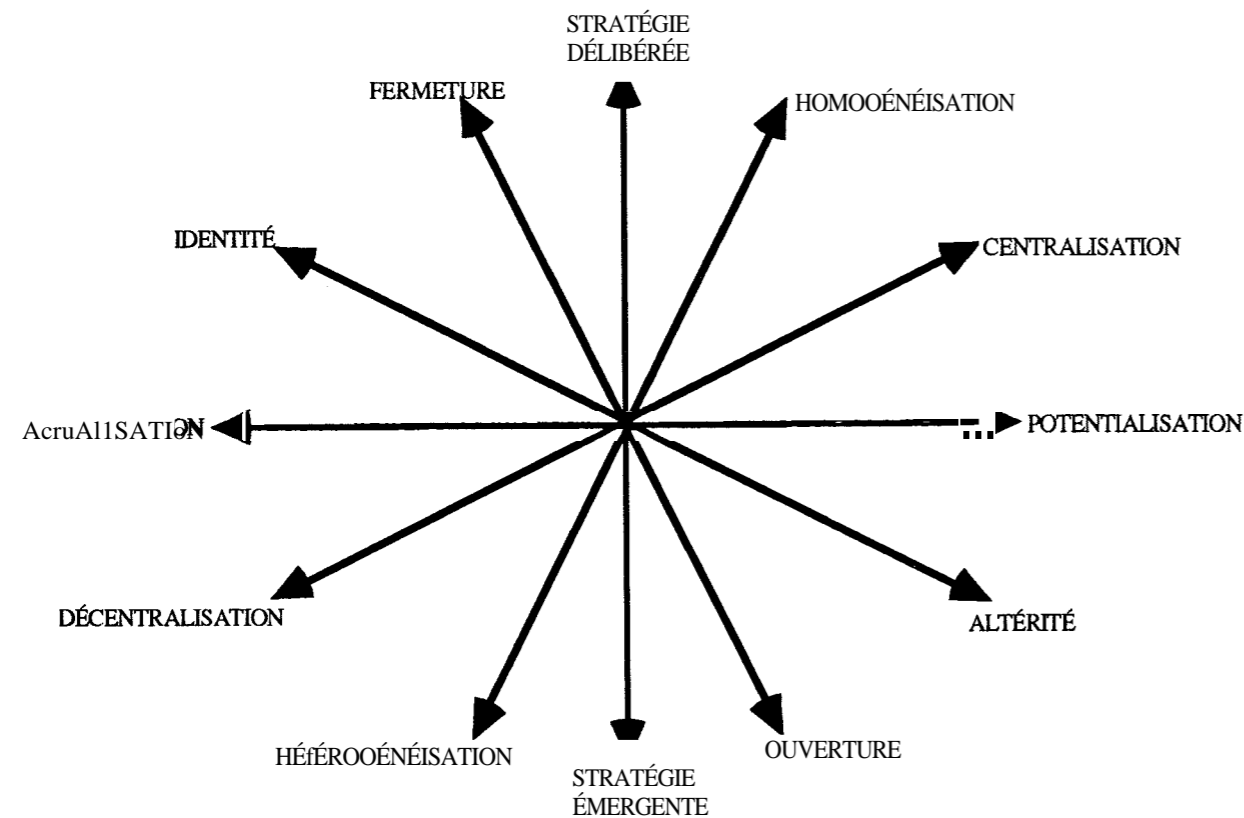 STRATÉGIE
DÉLIBÉRÉE
FERMETURE
HOMOOÉNÉISATION
IDENTITÉ
CENTRALISATION
AcruAl1SATION
POTENTIALISATION
DÉCENTRALISATION
ALTÉRITÉ
HÉfÉROOÉNÉISATION
OUVERTURE
STRATÉGIE
ÉMERGENTE